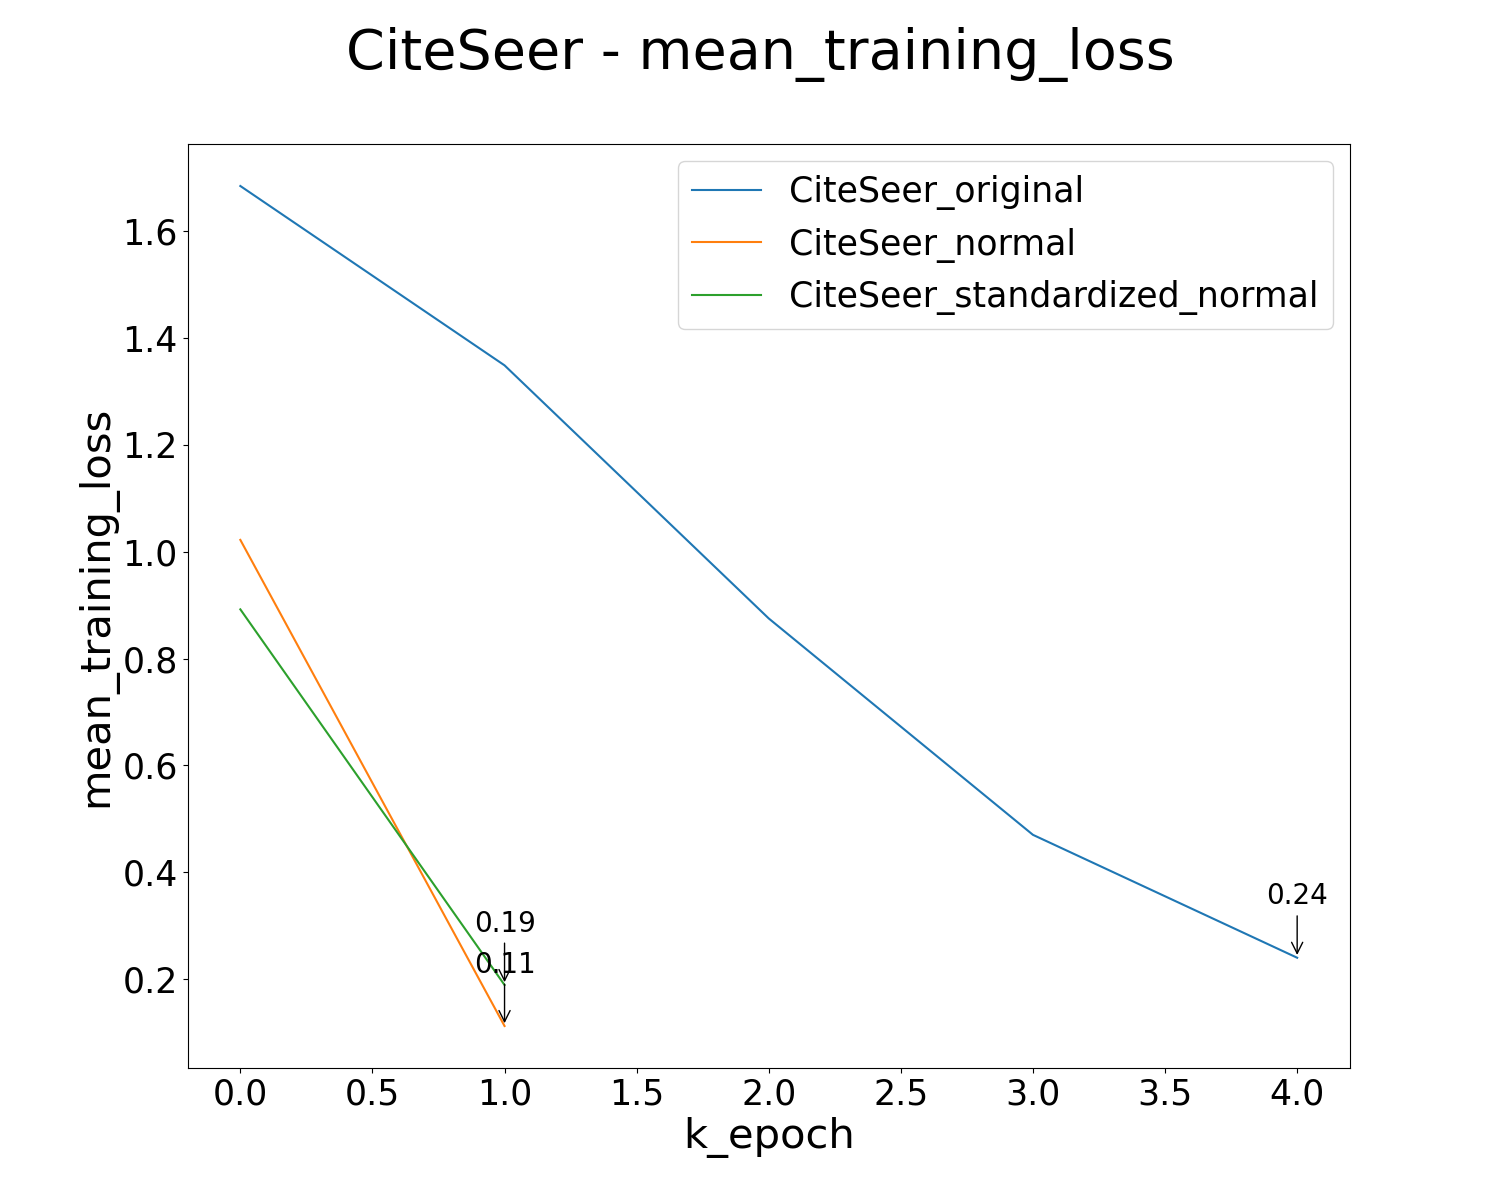 CiteSeer - mean_training_loss
CiteSeer_original
CiteSeer_normal
CiteSeer_standardized_normal
mean_training_loss
1.6
1.4
1.2
1.0
0.8
0.6
0.4
0.2
0.19
0.11
0.24
0.0 0.5 1.0 1.5 2.0 2.5 3.0 3.5 4.0
k_epoch